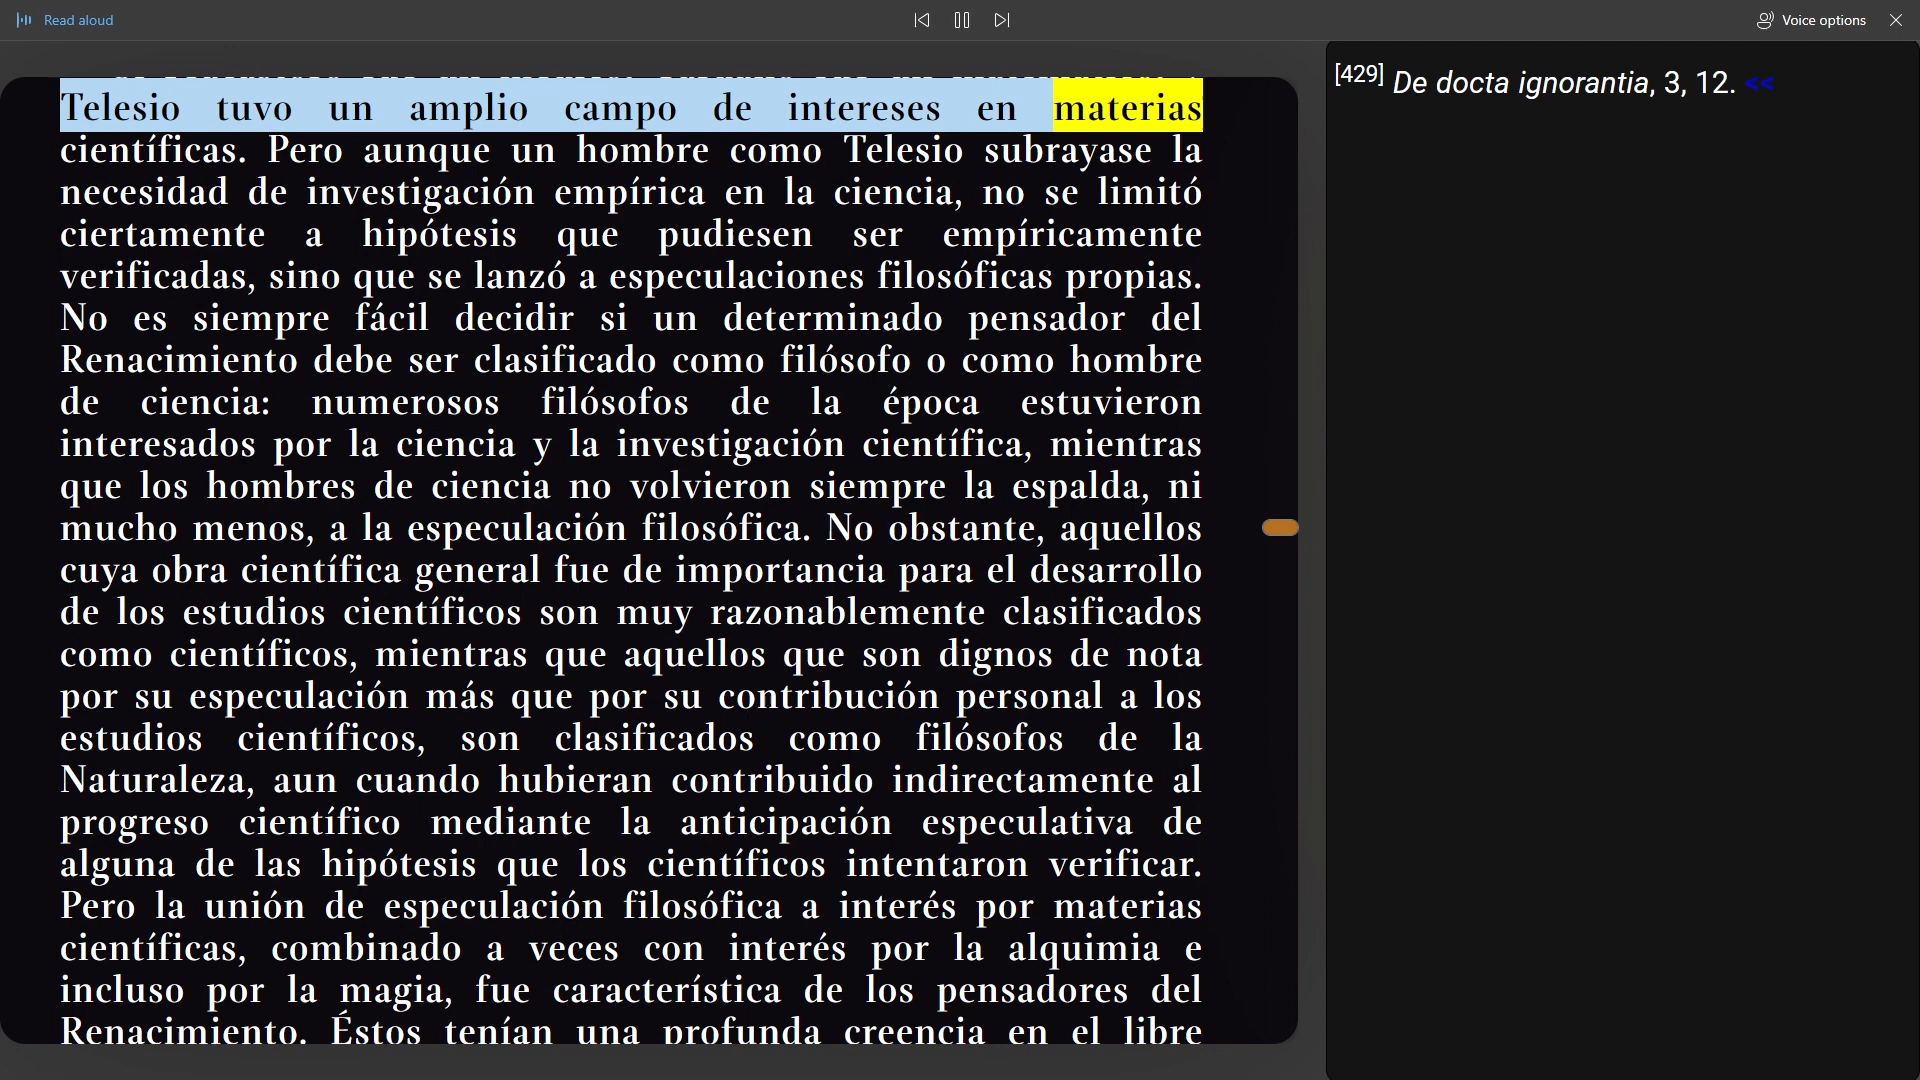 Read aloud
Voice options
Telesio tuvo un amplio campo de intereses en materias
científicas. Pero aunque un hombre como Telesio subrayase la
necesidad de investigación empírica en la ciencia, no se limitó
ciertamente a hipótesis que pudiesen ser empíricamente
verificadas, sino que se lanzó a especulaciones filosóficas propias.
No es siempre fácil decidir si un determinado pensador del
Renacimiento debe ser clasificado como filósofo o como hombre
de ciencia: numerosos filósofos de la época estuvieron
interesados por la ciencia y la investigación científica, mientras
que los hombres de ciencia no volvieron siempre la espalda, ni
mucho menos, a la especulación filosófica. No obstante, aquellos
cuya obra científica general fue de importancia para el desarrollo
de los estudios científicos son muy razonablemente clasificados
como científicos, mientras que aquellos que son dignos de nota
por su especulación más que por su contribución personal a los
estudios científicos, son clasificados como filósofos de la
Naturaleza, aun cuando hubieran contribuido indirectamente al
progreso científico mediante la anticipación especulativa de
alguna de las hipótesis que los científicos intentaron verificar.
Pero la unión de especulación filosófica a interés por materias
científicas, combinado a veces con interés por la alquimia e
incluso por la magia, fue característica de los pensadores del
Renacimiento. Éstos tenían una profunda creencia en el libre
[429] De docta ignorantia, 3, 12. <<